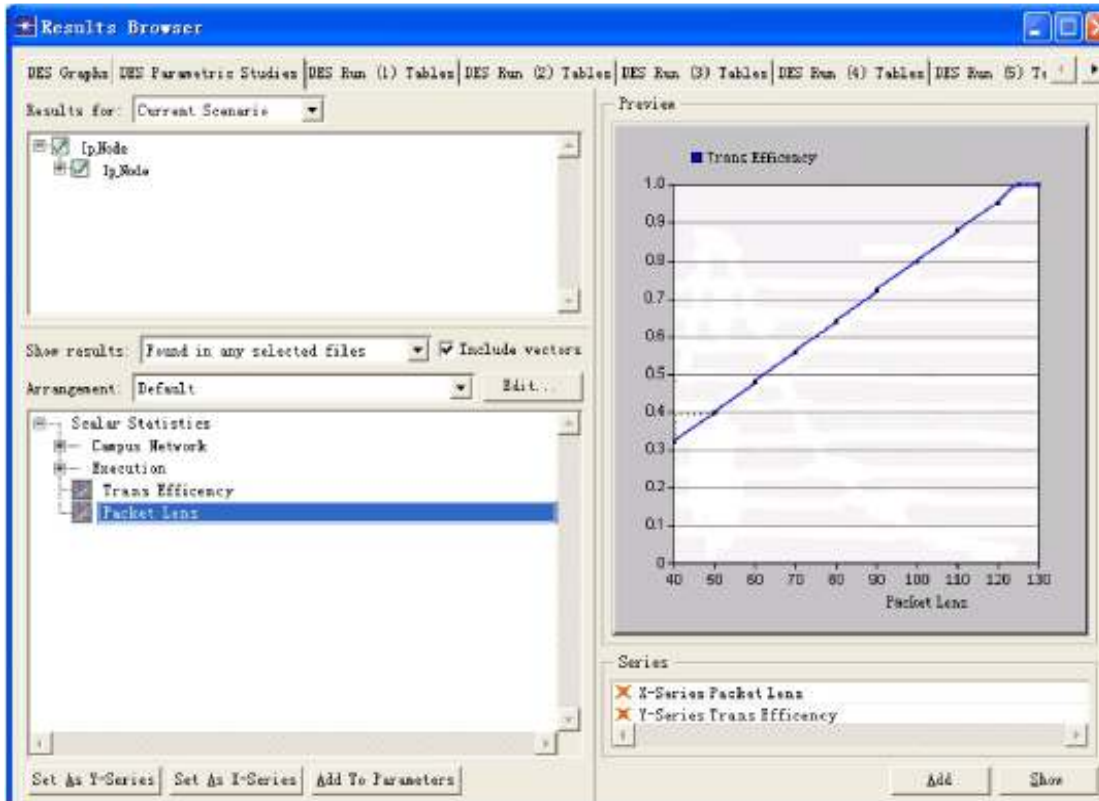 Results Browser
DES Graphs DES Parametric Studies DES Run (1) Tables DES Run (2) Tables DES Run (3) Tables DES Run (4) Tables DES Run (5) T
Results for: Current Scenario
Ip_Node
Ip_Node
Show results: Found in any selected files Include vectors
Arrangement: Default Edit...
Scalar Statistics
Campus Network
Execution
Trans Efficency
Packet Lens
Set As Y-Series Set As X-Series Add To Parameters
Preview
Trans Efficency
1.0
0.9
0.8
0.7
0.6
0.5
0.4
0.3
0.2
0.1
0
40 50 60 70 80 90 100 110 120 130
Packet Lens
Series
X-Series Packet Lens
Y-Series Trans Efficency
Add Show